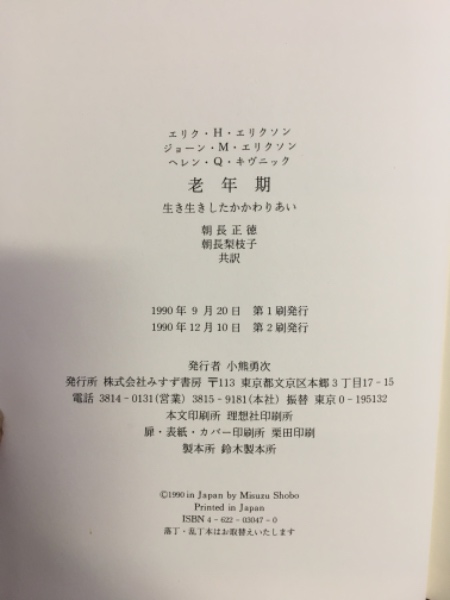 エリク・H・エリクソン
ジョーン・M・エリクソン
ヘレン・Q・キヴニック
老年期
生き生きしたかかわりあい
朝長正徳
朝長梨枝子
共訳
1990年9月20日 第1刷発行
1990年12月10日 第2刷発行
発行者 小熊勇次
発行所 株式会社みすず書房 〒113 東京都文京区本郷3丁目17-15
電話 3814-0131(営業) 3815-9181(本社) 振替 東京0-195132
本文印刷所 理想社印刷所
扉・表紙・カバー印刷所 栗田印刷
製本所 鈴木製本所
©1990 in Japan by Misuzu Shobo
Printed in Japan
ISBN 4-622-03047-0
落丁・乱丁本はお取替えいたします